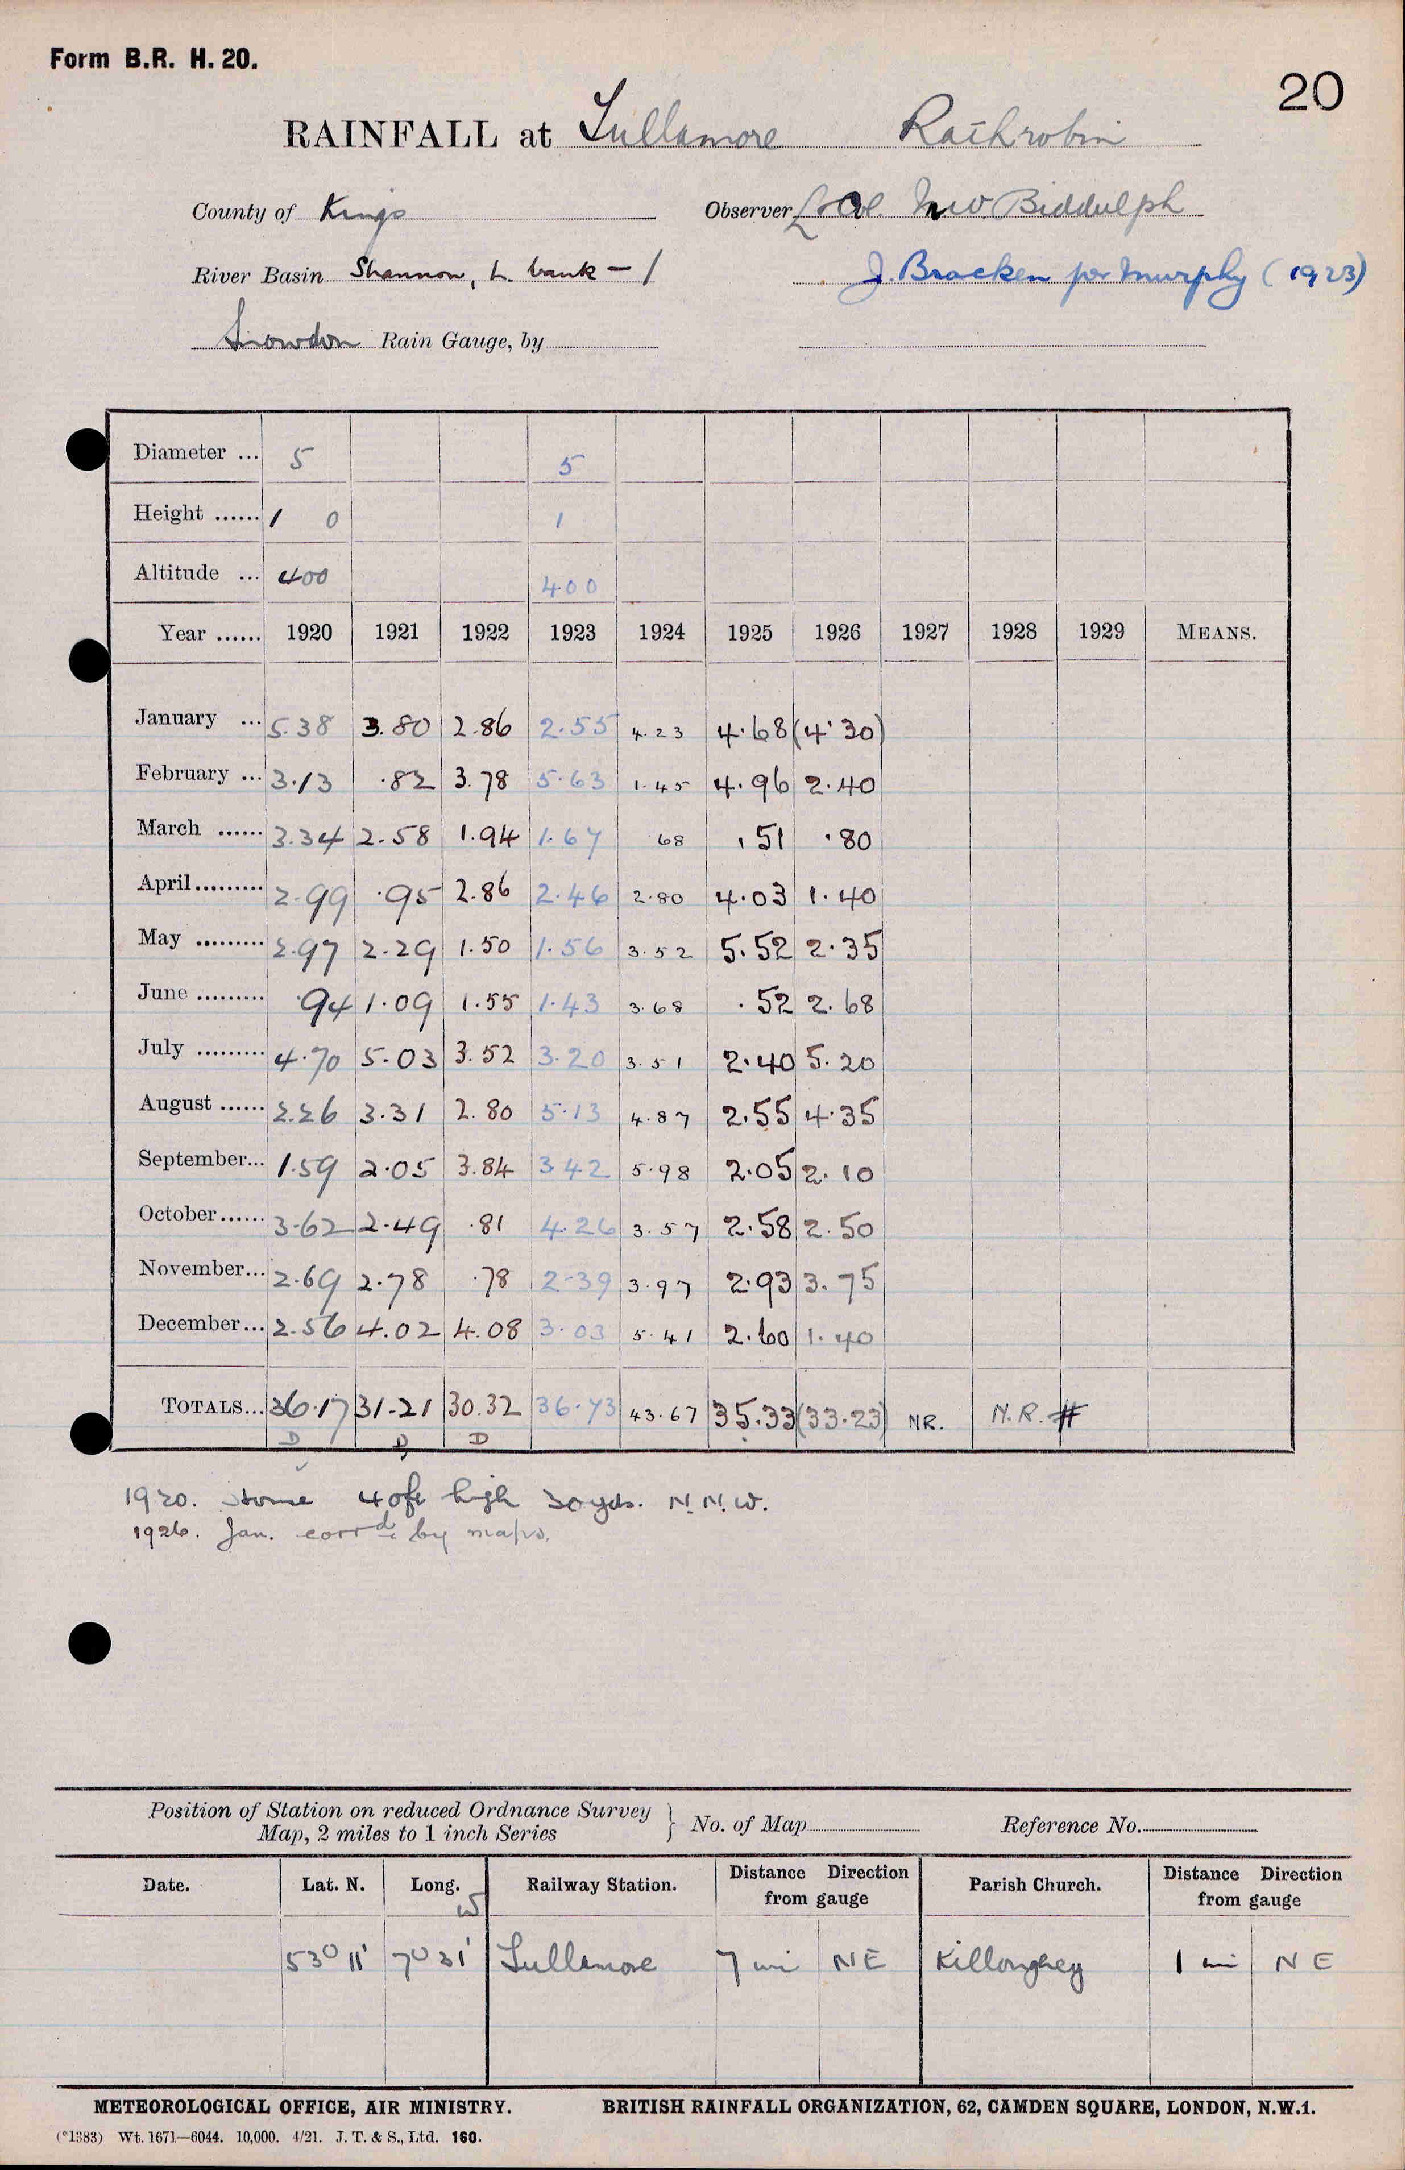 Form B.R. H. 20.
20
RAINFALL at Tullamore Rathrobin
County of Kings Observer Lt Col. M.W. Biddulph
River Basin Shannon, L. bank — 1 J. Bracken per Murphy (1923)
Snowdon Rain Gauge, by
Diameter ... 5 5
Height ...... 1 0 1
Altitude ... 400 400
Year ...... 1920 1921 1922 1923 1924 1925 1926 1927 1928 1929 MEANS.
January ... 5.38 3.80 2.86 2.55 4.23 4.68 (4.30)
February ... 3.13 .82 3.78 5.63 1.45 4.96 2.40
March ...... 3.34 2.58 1.94 1.67 68 .51 .80
April ......... 2.99 .95 2.86 2.46 2.80 4.03 1.40
May ......... 2.97 2.29 1.50 1.56 3.52 5.52 2.35
June ......... .94 1.09 1.55 1.43 3.68 .52 2.68
July ......... 4.70 5.03 3.52 3.20 3.51 2.40 5.20
August ...... 2.26 3.31 2.80 5.13 4.87 2.55 4.35
September... 1.59 2.05 3.84 3.42 5.98 2.05 2.10
October ...... 3.62 2.49 .81 4.26 3.57 2.58 2.50
November... 2.69 2.78 .78 2.39 3.97 2.93 3.75
December... 2.56 4.02 4.08 3.03 5.41 2.60 1.40
TOTALS... 36.17 31.21 30.32 36.73 43.67 35.33 (33.23) NR. N.R. #
D D D
1920. House 40ft high 30yds. N.N.W.
1926. Jan. corrd. by maps.
Position of Station on reduced Ordnance Survey
Map, 2 miles to 1 inch Series } No. of Map Reference No.
Date. Lat. N. Long. W Railway Station. Distance Direction from gauge Parish Church. Distance Direction from gauge
53° 11' 7° 31' Tullamore 7 mi NE Killoughey 1 mi NE
METEOROLOGICAL OFFICE, AIR MINISTRY. BRITISH RAINFALL ORGANIZATION, 62, CAMDEN SQUARE, LONDON, N.W.1.
(*1383) Wt. 1671—6044. 10,000. 4/21. J. T. & S., Ltd. 160.